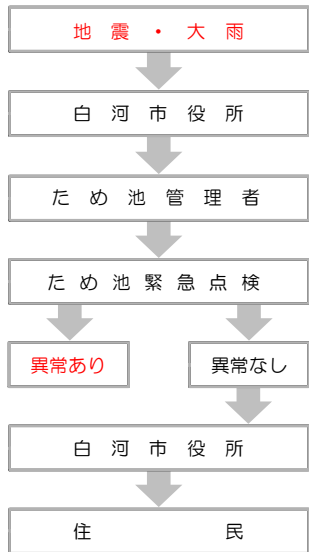 地震・大雨
白河市役所
ため池管理者
ため池緊急点検
異常あり 異常なし
白河市役所
住民